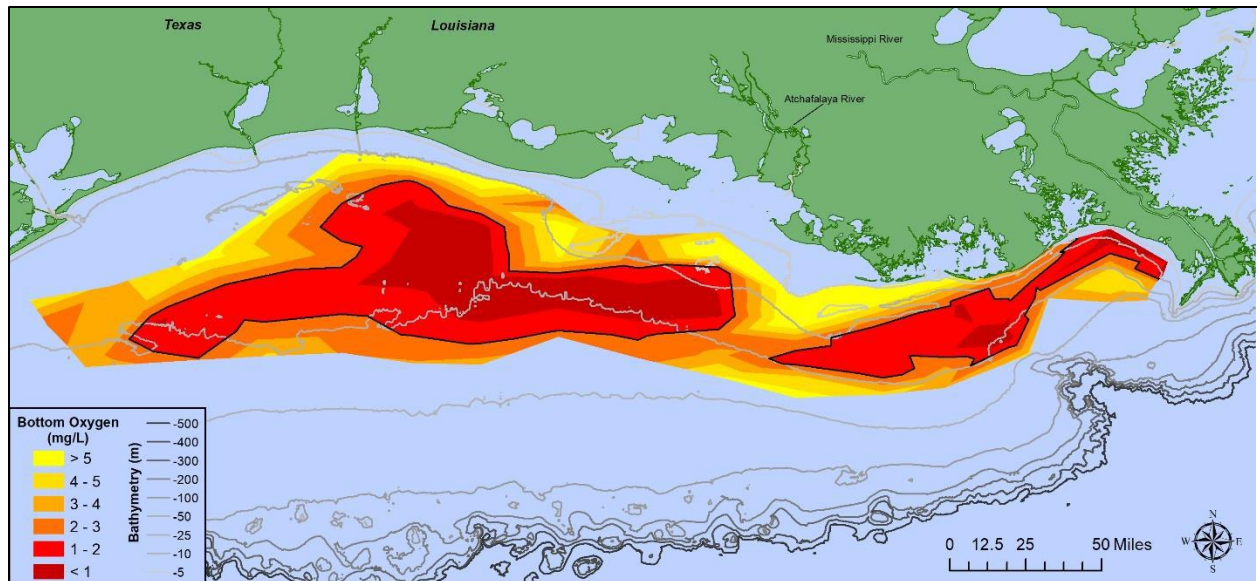 Texas
Louisiana
Mississippi River
Atchafalaya River
Bottom Oxygen
(mg/L)
> 5
4 - 5
3 - 4
2 - 3
1 - 2
< 1
Bathymetry (m)
-500
-400
-300
-200
-100
-50
-25
-10
-5
0 12.5 25 50 Miles
N
W E
S